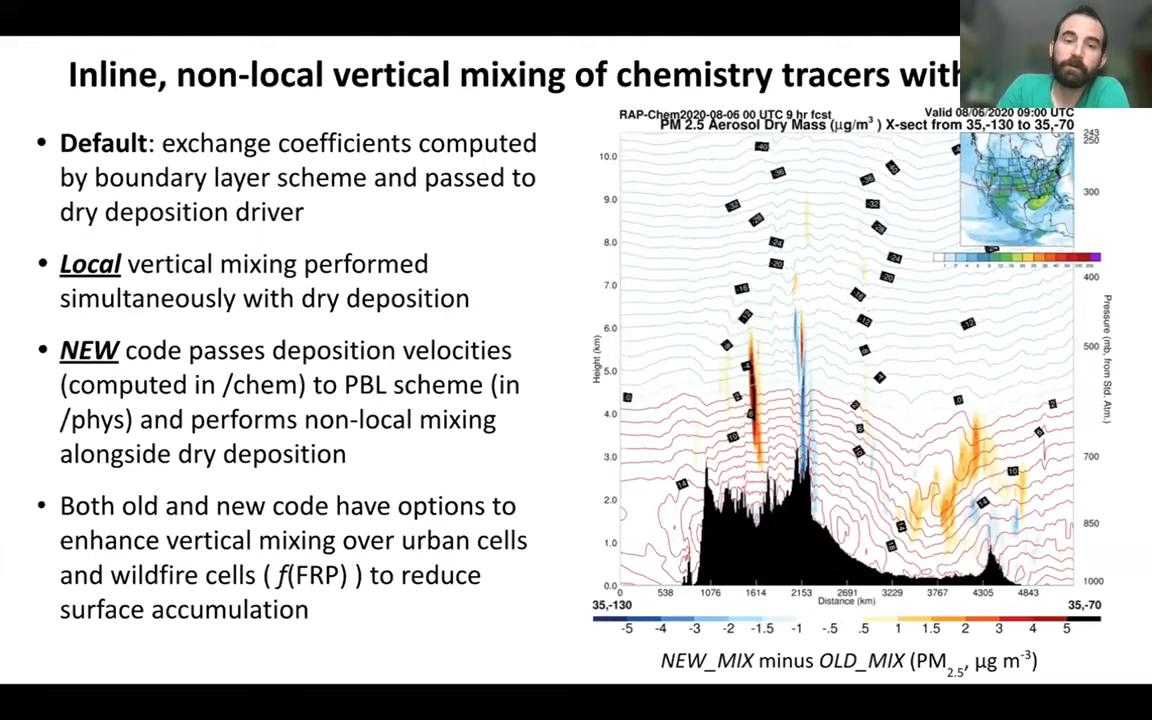 Inline, non-local vertical mixing of chemistry tracers with
• Default: exchange coefficients computed
by boundary layer scheme and passed to
dry deposition driver
• Local vertical mixing performed
simultaneously with dry deposition
• NEW code passes deposition velocities
(computed in /chem) to PBL scheme (in
/phys) and performs non-local mixing
alongside dry deposition
• Both old and new code have options to
enhance vertical mixing over urban cells
and wildfire cells ( f(FRP) ) to reduce
surface accumulation
RAP-Chem2020-08-06 00 UTC 9 hr fcst
Valid 08/06/2020 09:00 UTC
PM 2.5 Aerosol Dry Mass (µg/m³ ) X-sect from 35,-130 to 35,-70
Height (km)
10.0
9.0
8.0
7.0
6.0
5.0
4.0
3.0
2.0
1.0
0.0
243
250
300
400
500
700
850
1000
Pressure (mb, from Std. Atm.)
0 538 1076 1614 2153 2691 3229 3767 4305 4843
Distance (km)
35,-130
35,-70
-5 -4 -3 -2 -1.5 -1 -.5 .5 1 1.5 2 3 4 5
NEW_MIX minus OLD_MIX (PM2.5, µg m-3)